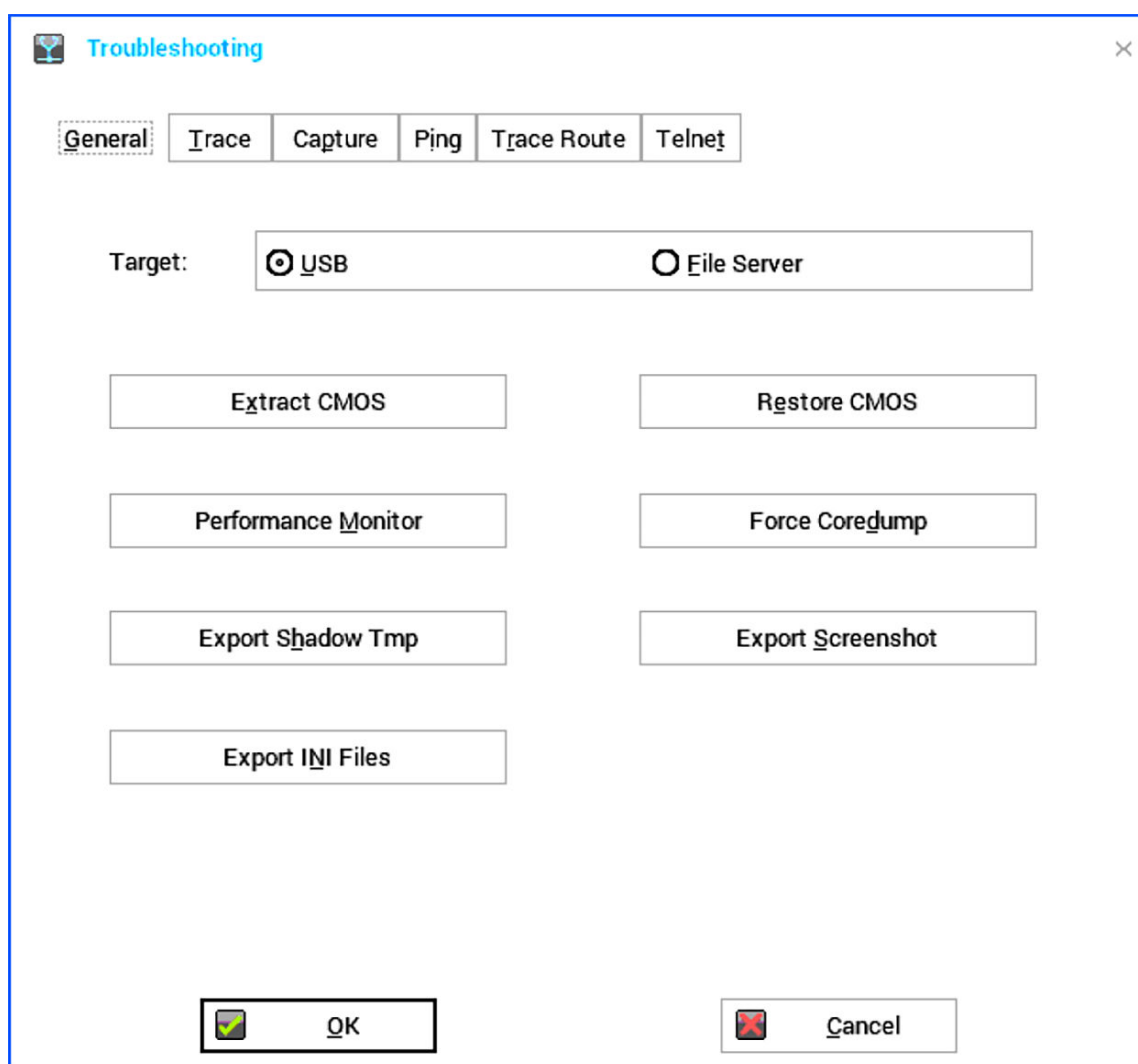 Troubleshooting
General Trace Capture Ping Trace Route Telnet
Target: USB File Server
Extract CMOS Restore CMOS
Performance Monitor Force Coredump
Export Shadow Tmp Export Screenshot
Export INI Files
OK Cancel